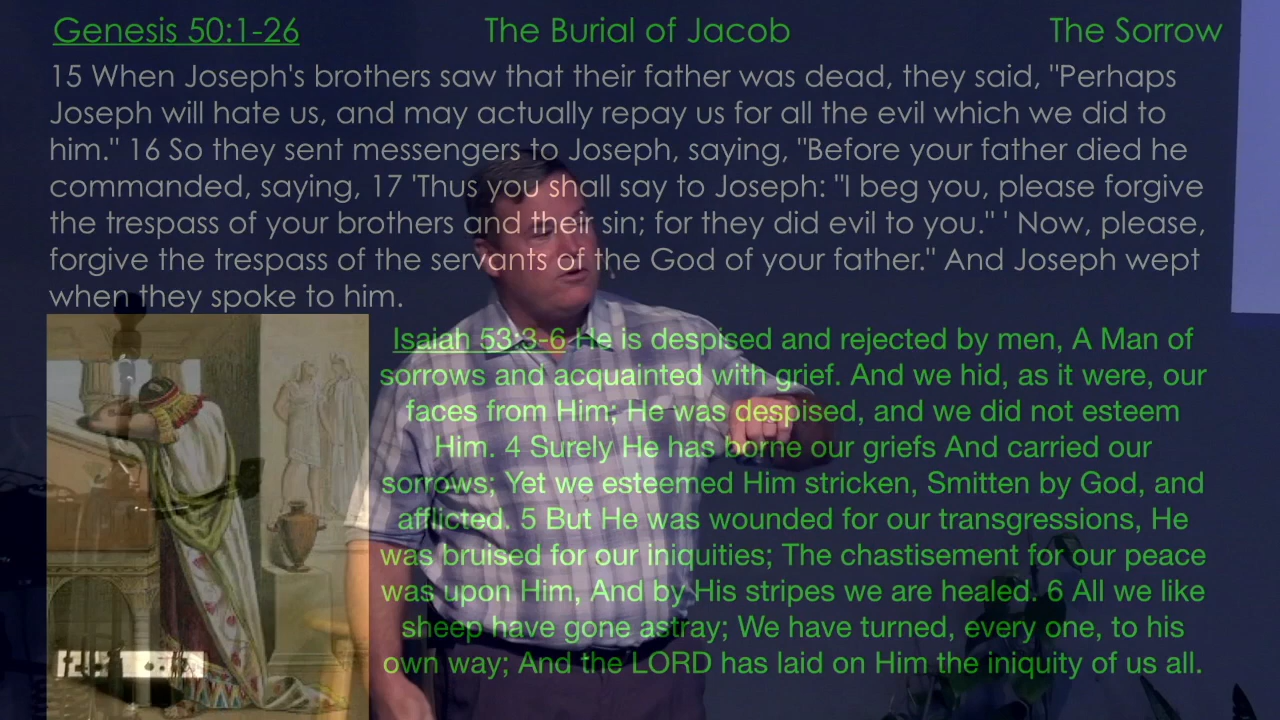 Genesis 50:1-26 The Burial of Jacob The Sorrow
15 When Joseph's brothers saw that their father was dead, they said, "Perhaps
Joseph will hate us, and may actually repay us for all the evil which we did to
him." 16 So they sent messengers to Joseph, saying, "Before your father died he
commanded, saying, 17 'Thus you shall say to Joseph: "I beg you, please forgive
the trespass of your brothers and their sin; for they did evil to you." ' Now, please,
forgive the trespass of the servants of the God of your father." And Joseph wept
when they spoke to him.
Isaiah 53:3-6 He is despised and rejected by men, A Man of
sorrows and acquainted with grief. And we hid, as it were, our
faces from Him; He was despised, and we did not esteem
Him. 4 Surely He has borne our griefs And carried our
sorrows; Yet we esteemed Him stricken, Smitten by God, and
afflicted. 5 But He was wounded for our transgressions, He
was bruised for our iniquities; The chastisement for our peace
was upon Him, And by His stripes we are healed. 6 All we like
sheep have gone astray; We have turned, every one, to his
own way; And the LORD has laid on Him the iniquity of us all.